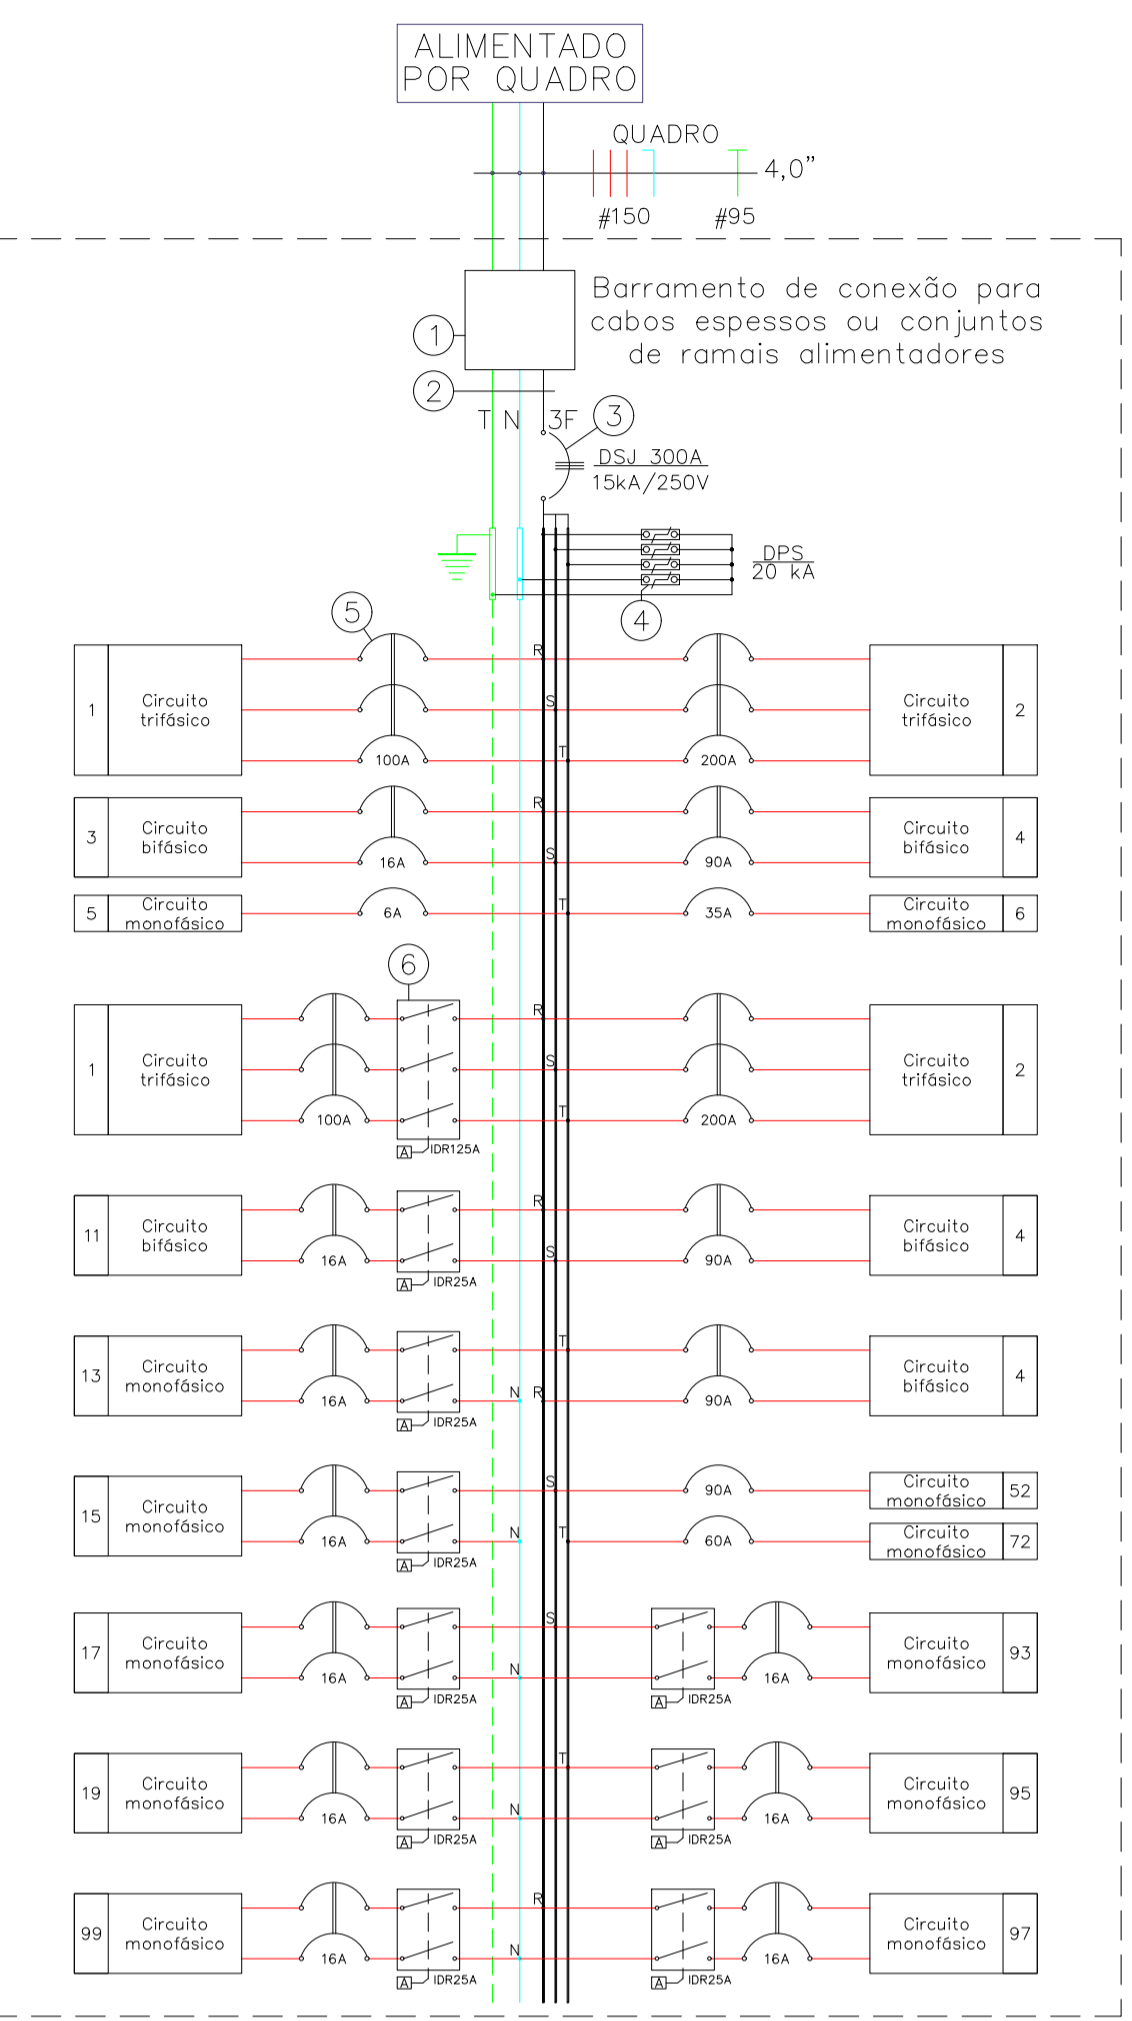 ALIMENTADO
POR QUADRO
QUADRO
4,0"
#150
#95
Barramento de conexão para
cabos espessos ou conjuntos
de ramais alimentadores
1
2
T N 3F
3
DSJ 300A
15kA/250V
DPS
20 kA
4
5
R
1
Circuito
trifásico
S
Circuito
trifásico
2
100A
T
200A
R
3
Circuito
bifásico
Circuito
bifásico
4
16A
S
90A
5
Circuito
monofásico
6A
T
35A
Circuito
monofásico
6
6
R
1
Circuito
trifásico
S
Circuito
trifásico
2
100A
T
200A
A
IDR125A
R
11
Circuito
bifásico
Circuito
bifásico
4
16A
S
90A
A
IDR25A
T
13
Circuito
monofásico
Circuito
bifásico
4
16A
N R
90A
A
IDR25A
S
90A
Circuito
monofásico
52
15
Circuito
monofásico
16A
N
T
60A
Circuito
monofásico
72
A
IDR25A
S
17
Circuito
monofásico
Circuito
monofásico
93
16A
N
16A
A
IDR25A
A
IDR25A
T
19
Circuito
monofásico
Circuito
monofásico
95
16A
N
16A
A
IDR25A
A
IDR25A
R
99
Circuito
monofásico
Circuito
monofásico
97
16A
N
16A
A
IDR25A
A
IDR25A